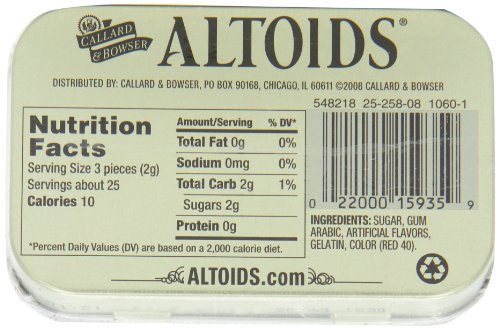 CALLARD
& BOWSER
ALTOIDS®
DISTRIBUTED BY: CALLARD & BOWSER, PO BOX 90168, CHICAGO, IL 60611 ©2008 CALLARD & BOWSER
548218 25-258-08 1060-1
Nutrition
Facts
Serving Size 3 pieces (2g)
Servings about 25
Calories 10
Amount/Serving % DV*
Total Fat 0g 0%
Sodium 0mg 0%
Total Carb 2g 1%
Sugars 2g
Protein 0g
*Percent Daily Values (DV) are based on a 2,000 calorie diet.
0 22000 15935 9
INGREDIENTS: SUGAR, GUM
ARABIC, ARTIFICIAL FLAVORS,
GELATIN, COLOR (RED 40).
ALTOIDS.com